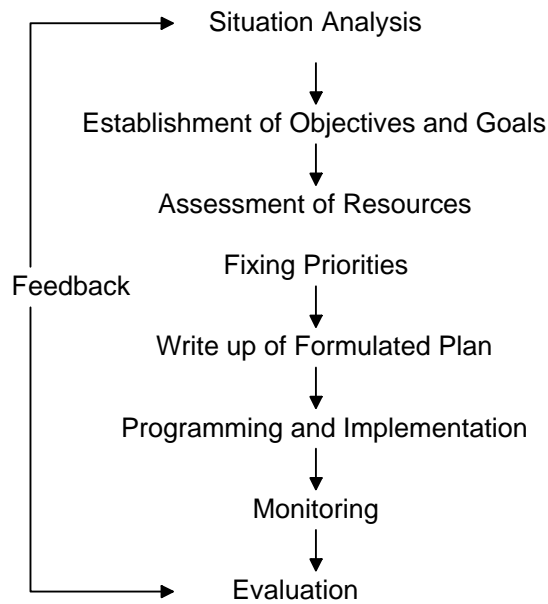 Situation Analysis
Establishment of Objectives and Goals
Assessment of Resources
Fixing Priorities
Feedback
Write up of Formulated Plan
Programming and Implementation
Monitoring
Evaluation